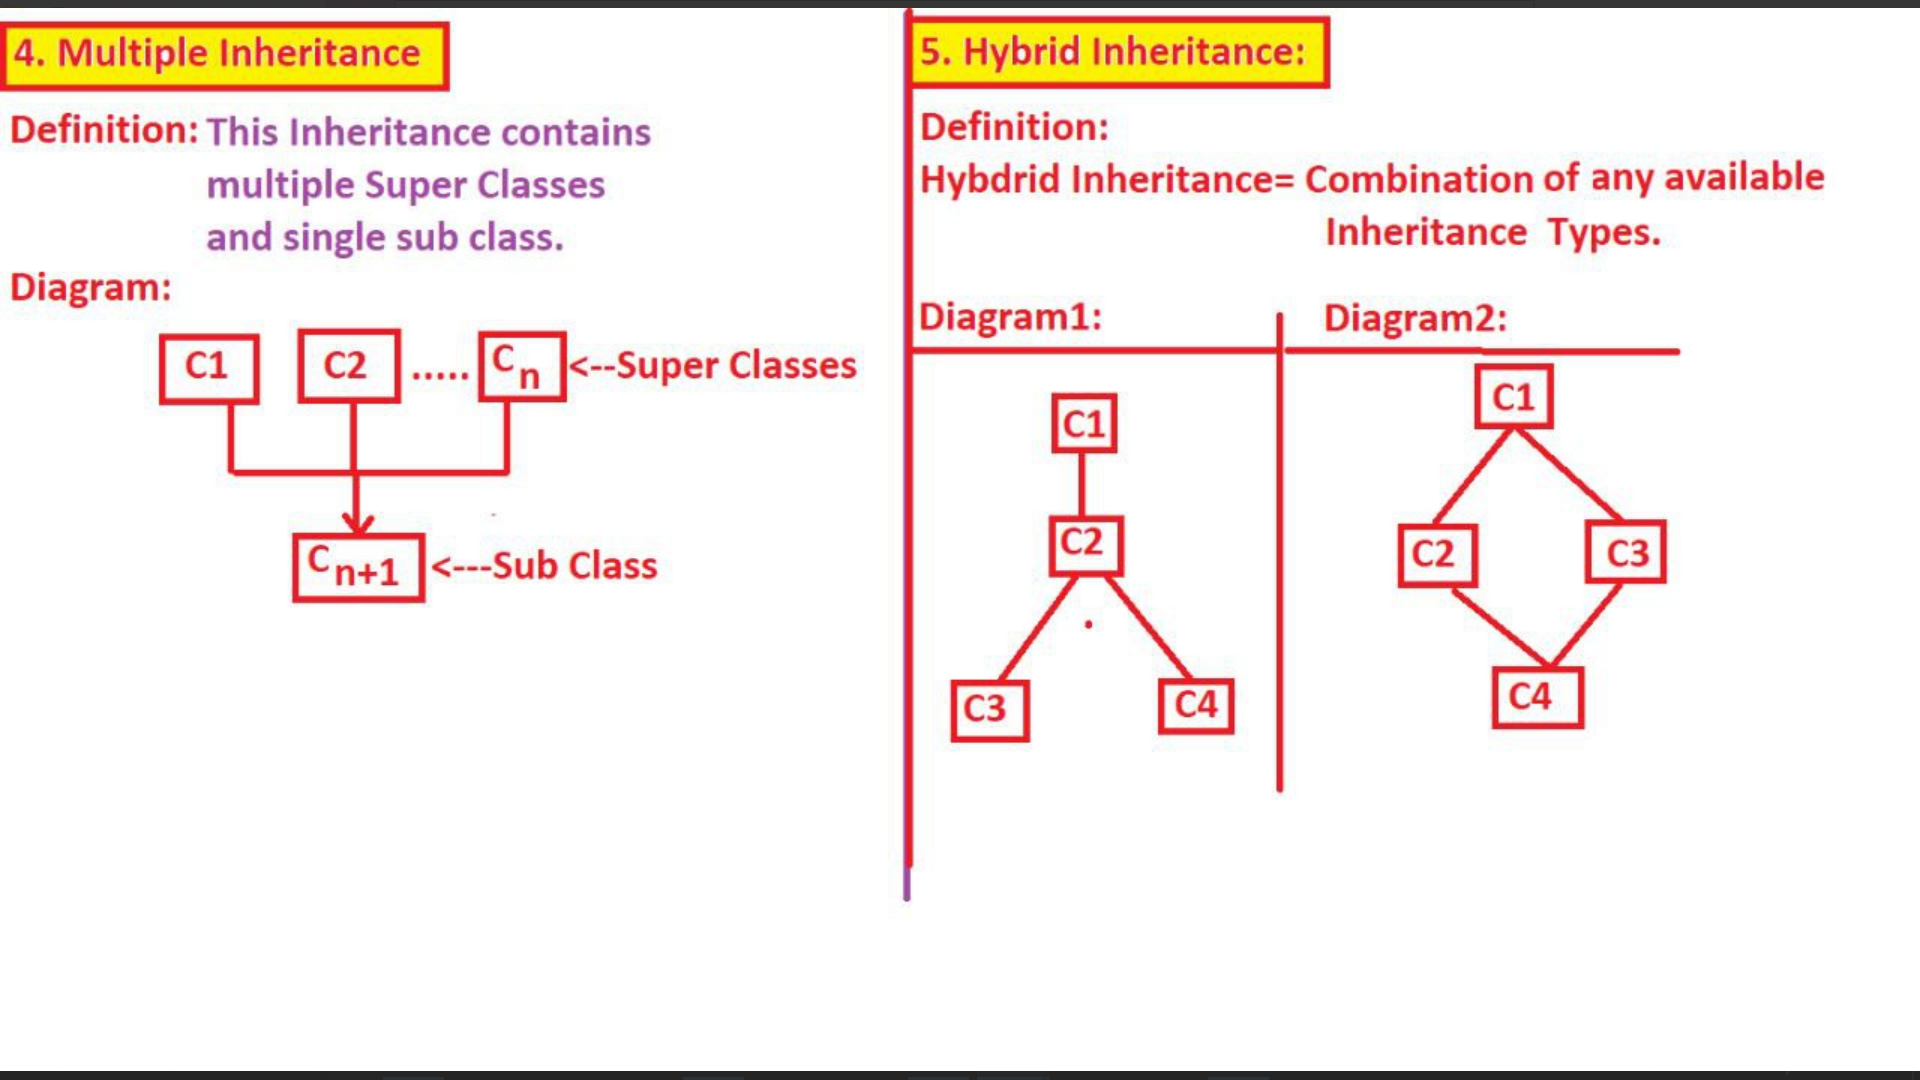 4. Multiple Inheritance
Definition: This Inheritance contains
multiple Super Classes
and single sub class.
Diagram:
C1 C2 ..... Cn <--Super Classes
Cn+1 <---Sub Class
5. Hybrid Inheritance:
Definition:
Hybdrid Inheritance= Combination of any available
Inheritance Types.
Diagram1:
C1
C2
C3 C4
Diagram2:
C1
C2 C3
C4